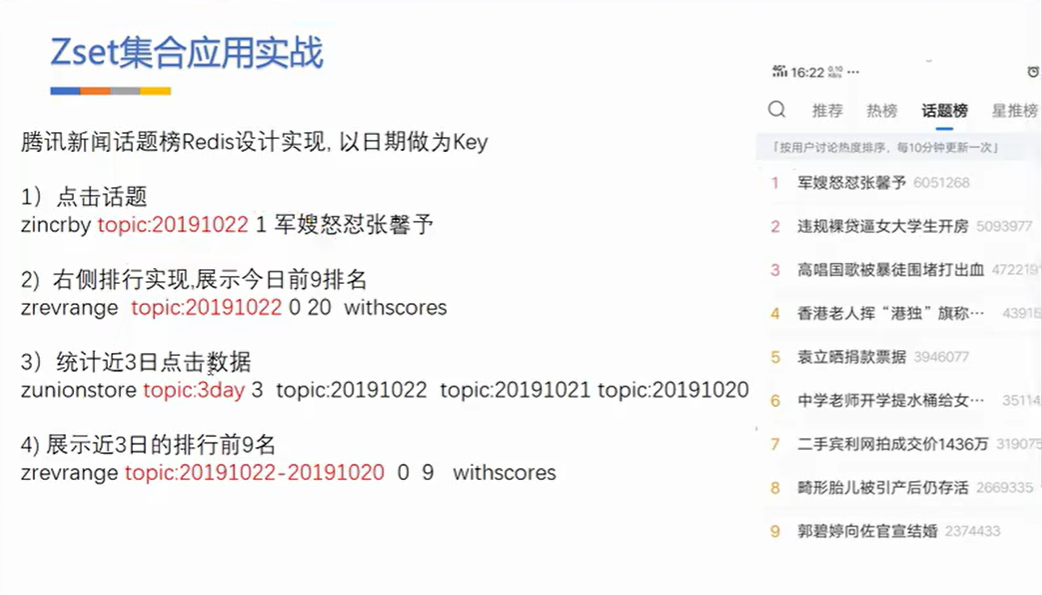 Zset集合应用实战
腾讯新闻话题榜Redis设计实现, 以日期做为Key
1）点击话题
zincrby topic:20191022 1 军嫂怒怼张馨予
2）右侧排行实现,展示今日前9排名
zrevrange topic:20191022 0 20 withscores
3）统计近3日点击数据
zunionstore topic:3day 3 topic:20191022 topic:20191021 topic:20191020
4) 展示近3日的排行前9名
zrevrange topic:20191022-20191020 0 9 withscores
16:22 ···
推荐 热榜 话题榜 星推榜
「按用户讨论热度排序，每10分钟更新一次」
1 军嫂怒怼张馨予 6051268
2 违规裸贷逼女大学生开房 5093977
3 高唱国歌被暴徒围堵打出血 472219
4 香港老人挥“港独”旗称··· 43915
5 袁立晒捐款票据 3946077
6 中学老师开学提水桶给女··· 35114
7 二手宾利网拍成交价1436万 319075
8 畸形胎儿被引产后仍存活 2669335
9 郭碧婷向佐官宣结婚 2374433